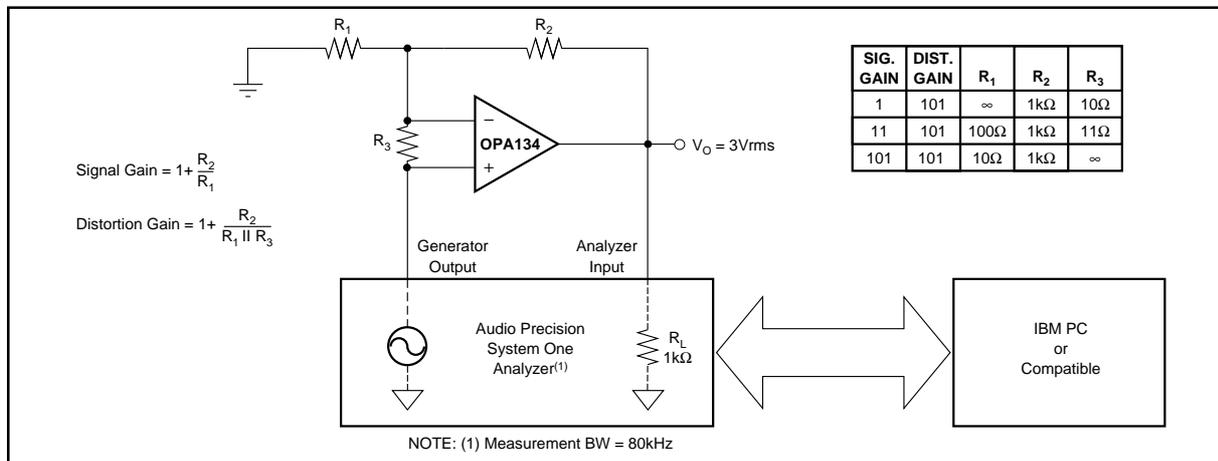 R1
R2
SIG. GAIN DIST. GAIN R1 R2 R3
1 101 ∞ 1kΩ 10Ω
11 101 100Ω 1kΩ 11Ω
101 101 10Ω 1kΩ ∞
R3
−
+
OPA134
VO = 3Vrms
Signal Gain = 1+ R2/R1
Distortion Gain = 1+ R2/(R1 II R3)
Generator
Output
Analyzer
Input
Audio Precision
System One
Analyzer(1)
RL
1kΩ
IBM PC
or
Compatible
NOTE: (1) Measurement BW = 80kHz